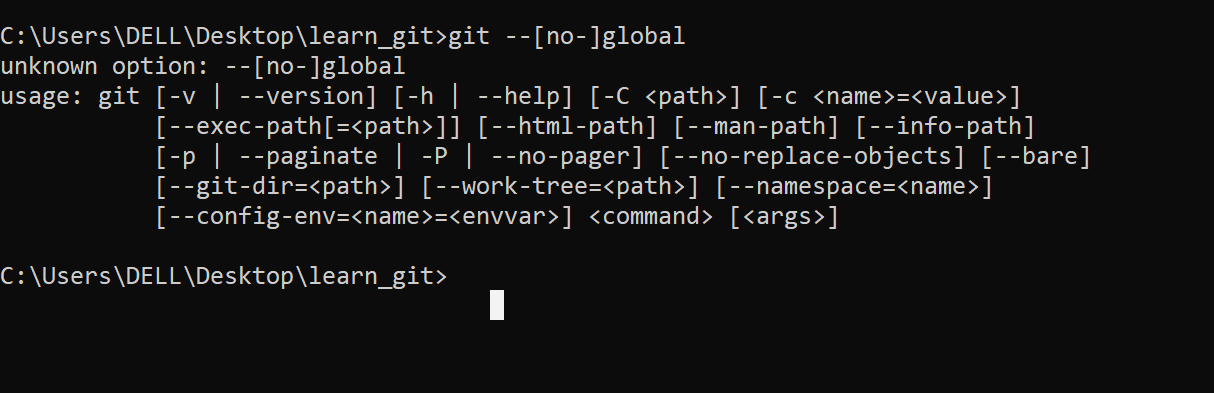 C:\Users\DELL\Desktop\learn_git>git --[no-]global
unknown option: --[no-]global
usage: git [-v | --version] [-h | --help] [-C <path>] [-c <name>=<value>]
           [--exec-path[=<path>]] [--html-path] [--man-path] [--info-path]
           [-p | --paginate | -P | --no-pager] [--no-replace-objects] [--bare]
           [--git-dir=<path>] [--work-tree=<path>] [--namespace=<name>]
           [--config-env=<name>=<envvar>] <command> [<args>]
C:\Users\DELL\Desktop\learn_git>